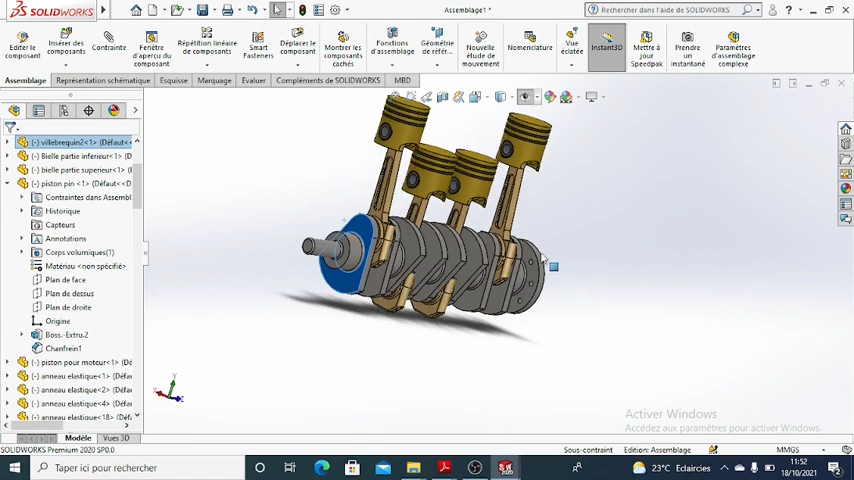 SOLIDWORKS
Assemblage1 *
Rechercher dans l'aide de SOLIDWORKS
Editer le composant
Insérer des composants
Contrainte
Fenêtre d'aperçu du composant
Répétition linéaire de composants
Smart Fasteners
Déplacer le composant
Montrer les composants cachés
Fonctions d'assemblage
Géométrie de référ...
Nouvelle étude de mouvement
Nomenclature
Vue éclatée
Instant3D
Mettre à jour Speedpak
Prendre un instantané
Paramètres d'assemblage complexe
Assemblage
Représentation schématique
Esquisse
Marquage
Evaluer
Compléments de SOLIDWORKS
MBD
(-) villebrequin2<1> (Défaut<
(-) Bielle partie inferieur<1> (
(-) bielle partie superieur<1> (
(-) piston pin <1> (Défaut<<D
Contraintes dans Assembl
Historique
Capteurs
Annotations
Corps volumiques(1)
Matériau <non spécifié>
Plan de face
Plan de dessus
Plan de droite
Origine
Boss.-Extru.2
Chanfrein1
(-) piston pour moteur<1> (D
(-) anneau elastique<1> (Défa
(-) anneau elastique<2> (Défa
(-) anneau elastique<4> (Défa
(-) anneau elastique<18> (Dé
Y
X
Z
Activer Windows
Accédez aux paramètres pour activer Windows.
Modèle
Vues 3D
SOLIDWORKS Premium 2020 SP0.0
Sous-contraint
Edition: Assemblage
MMGS
Taper ici pour rechercher
23°C Eclaircies
11:52
18/10/2021